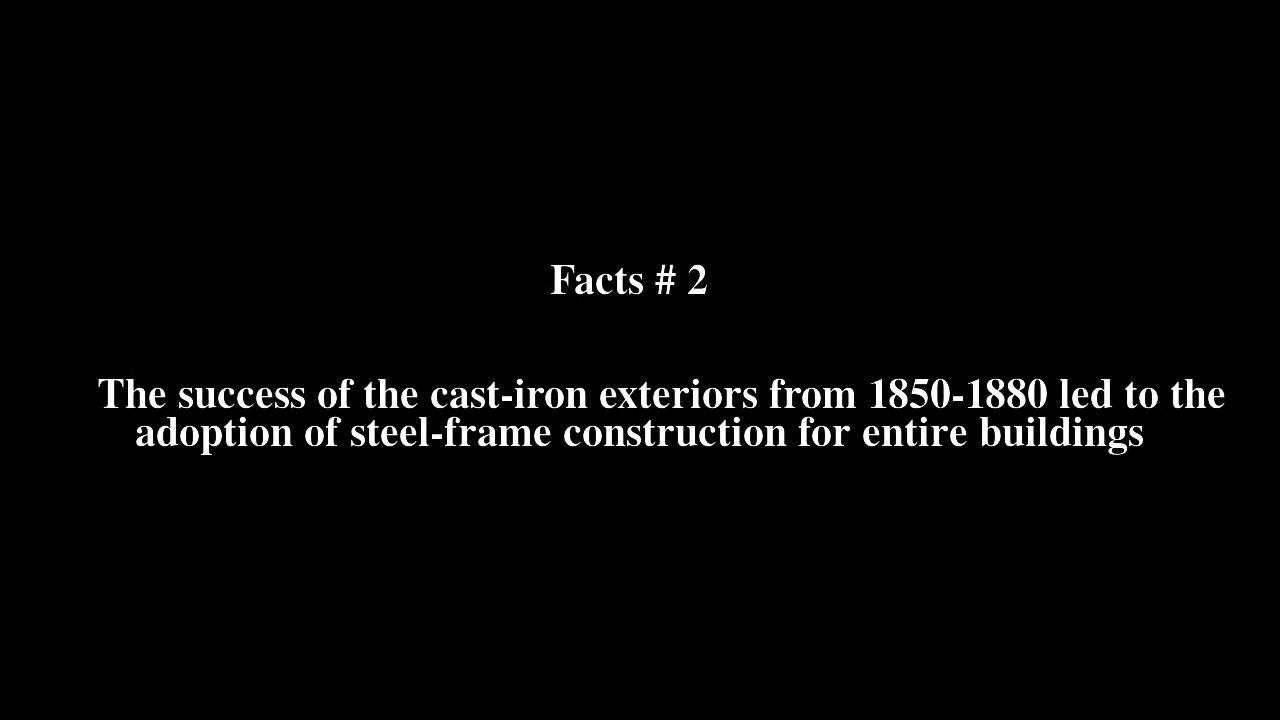 Facts # 2
The success of the cast-iron exteriors from 1850-1880 led to the
adoption of steel-frame construction for entire buildings